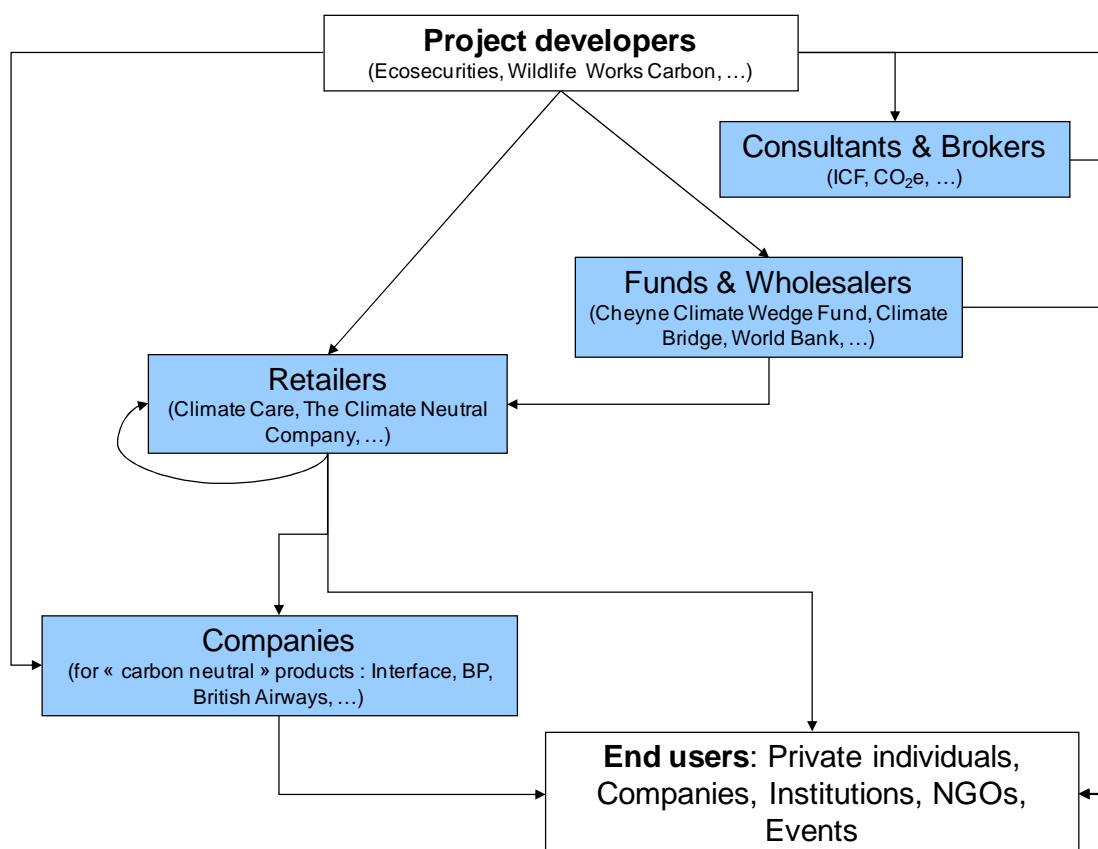 Project developers
(Ecosecurities, Wildlife Works Carbon, …)
Consultants & Brokers
(ICF, CO₂e, …)
Funds & Wholesalers
(Cheyne Climate Wedge Fund, Climate
Bridge, World Bank, …)
Retailers
(Climate Care, The Climate Neutral
Company, …)
Companies
(for « carbon neutral » products : Interface, BP,
British Airways, …)
End users: Private individuals,
Companies, Institutions, NGOs,
Events